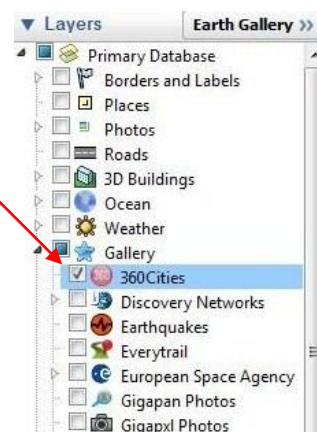 Layers
Earth Gallery »
Primary Database
Borders and Labels
Places
Photos
Roads
3D Buildings
Ocean
Weather
Gallery
360Cities
Discovery Networks
Earthquakes
Everytrail
European Space Agency
Gigapan Photos
Gigapxl Photos